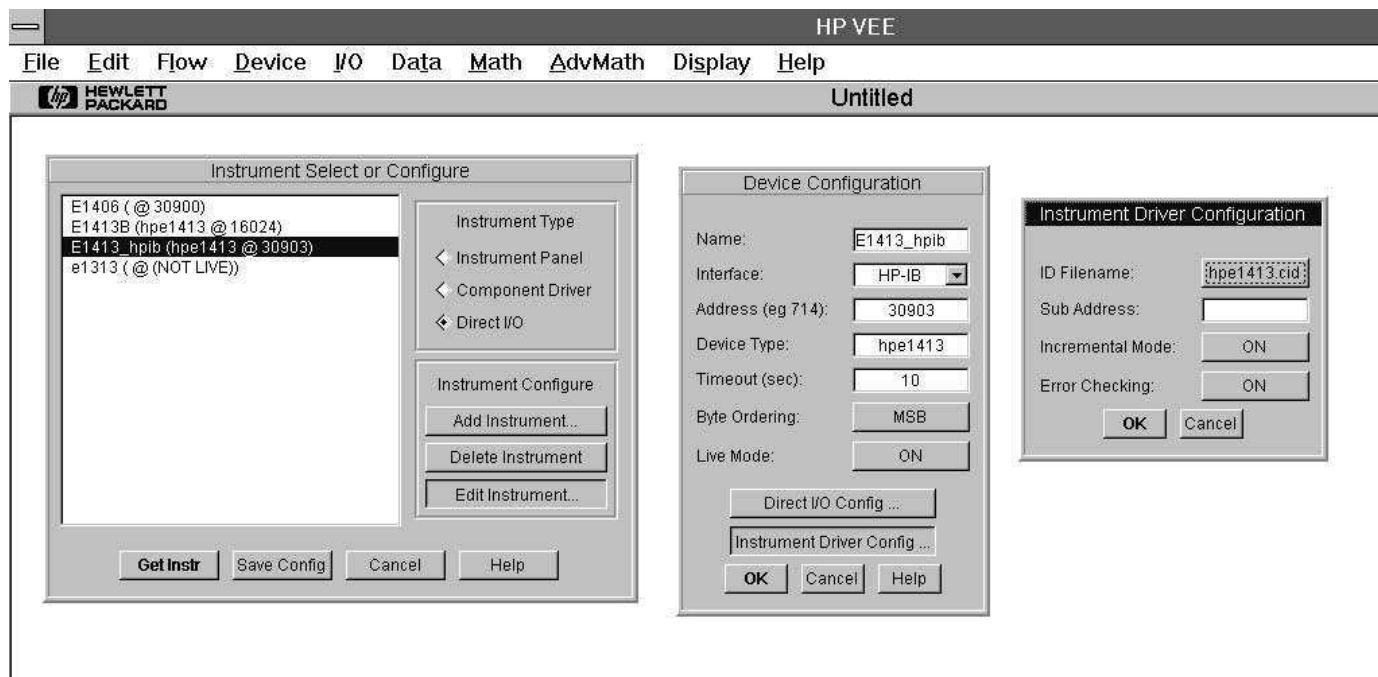 HP VEE
File Edit Flow Device I/O Data Math AdvMath Display Help
hp HEWLETT
PACKARD
Untitled
Instrument Select or Configure
E1406 ( @ 30900)
E1413B (hpe1413 @ 16024)
E1413_hpib (hpe1413 @ 30903)
e1313 ( @ (NOT LIVE))
Instrument Type
Instrument Panel
Component Driver
Direct I/O
Instrument Configure
Add Instrument...
Delete Instrument
Edit Instrument...
Get Instr Save Config Cancel Help
Device Configuration
Name: E1413_hpib
Interface: HP-IB
Address (eg 714): 30903
Device Type: hpe1413
Timeout (sec): 10
Byte Ordering: MSB
Live Mode: ON
Direct I/O Config ...
Instrument Driver Config ...
OK Cancel Help
Instrument Driver Configuration
ID Filename: hpe1413.cid
Sub Address:
Incremental Mode: ON
Error Checking: ON
OK Cancel